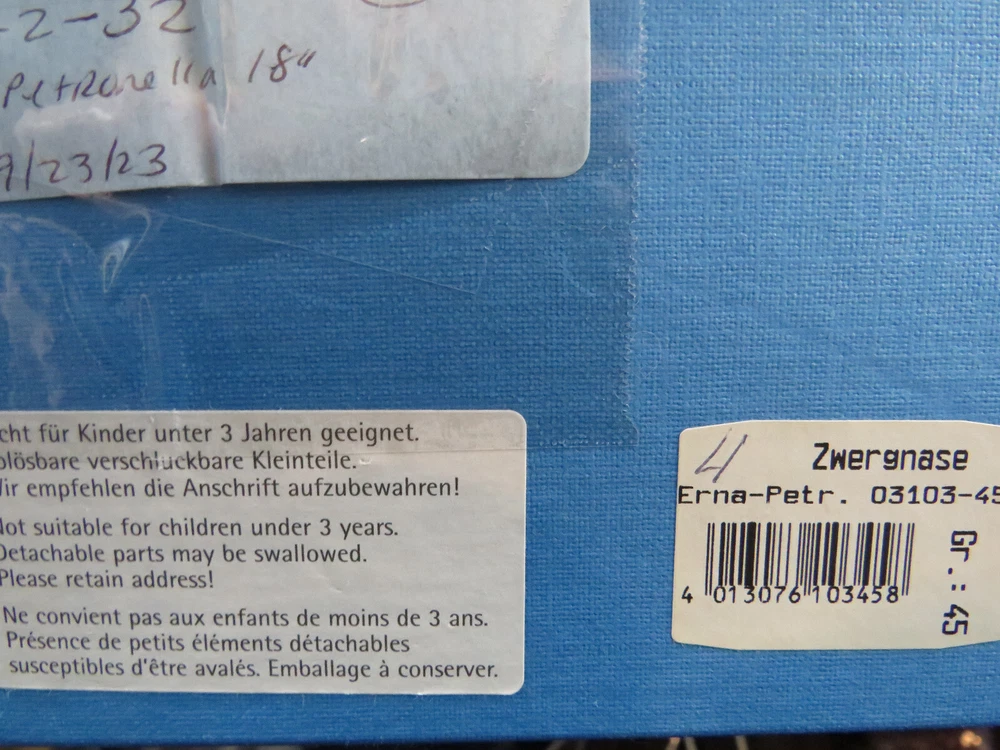 -2-32
Petronella 18"
9/23/23
cht für Kinder unter 3 Jahren geeignet.
blösbare verschluckbare Kleinteile.
Wir empfehlen die Anschrift aufzubewahren!
Not suitable for children under 3 years.
Detachable parts may be swallowed.
Please retain address!
Ne convient pas aux enfants de moins de 3 ans.
Présence de petits éléments détachables
susceptibles d'être avalés. Emballage à conserver.
4
Zwergnase
Erna-Petr. 03103-45
4 013076 103458
Gr.: 45